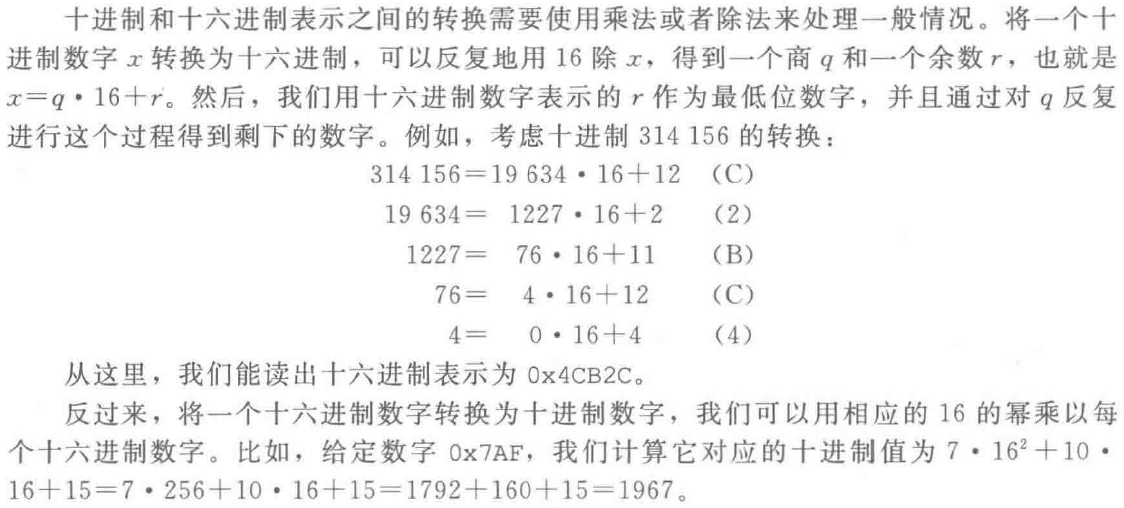 十进制和十六进制表示之间的转换需要使用乘法或者除法来处理一般情况。将一个十
进制数字 x 转换为十六进制，可以反复地用 16 除 x，得到一个商 q 和一个余数 r，也就是
x=q·16+r。然后，我们用十六进制数字表示的 r 作为最低位数字，并且通过对 q 反复
进行这个过程得到剩下的数字。例如，考虑十进制 314 156 的转换：
314 156=19 634·16+12 （C）
19 634= 1227·16+2 （2）
1227= 76·16+11 （B）
76= 4·16+12 （C）
4= 0·16+4 （4）
从这里，我们能读出十六进制表示为 0x4CB2C。
反过来，将一个十六进制数字转换为十进制数字，我们可以用相应的 16 的幂乘以每
个十六进制数字。比如，给定数字 0x7AF，我们计算它对应的十进制值为 7·16²+10·
16+15=7·256+10·16+15=1792+160+15=1967。